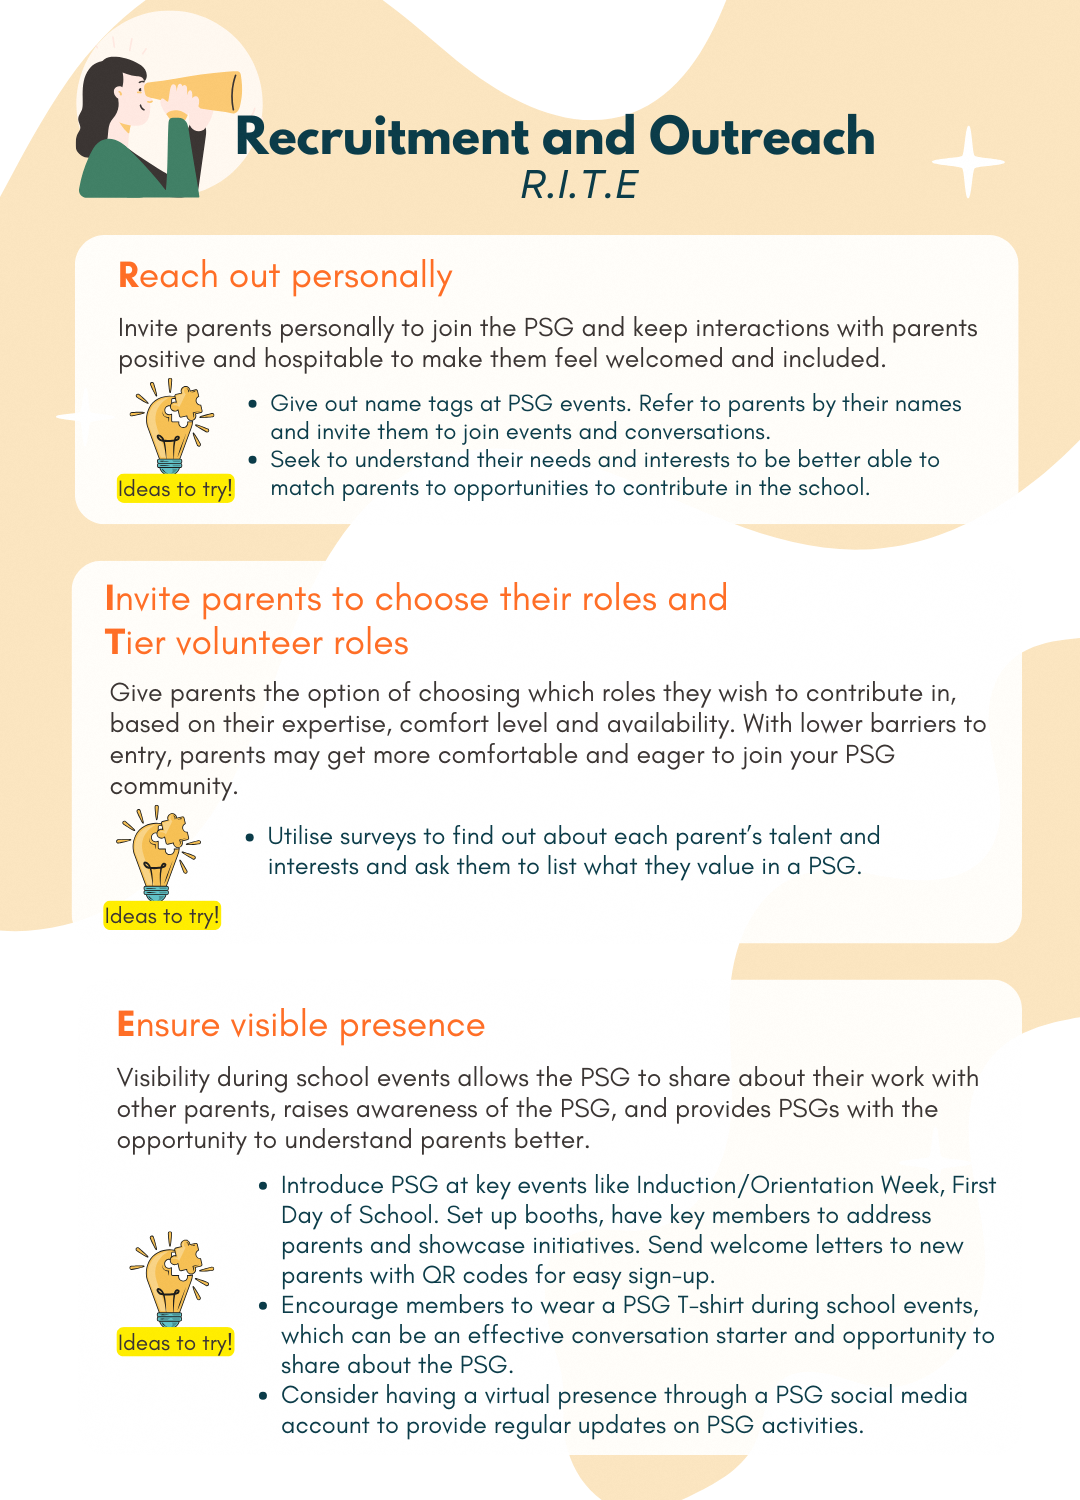 Recruitment and Outreach
R.I.T.E
Reach out personally
Invite parents personally to join the PSG and keep interactions with parents
positive and hospitable to make them feel welcomed and included.
Ideas to try!
• Give out name tags at PSG events. Refer to parents by their names
and invite them to join events and conversations.
• Seek to understand their needs and interests to be better able to
match parents to opportunities to contribute in the school.
Invite parents to choose their roles and
Tier volunteer roles
Give parents the option of choosing which roles they wish to contribute in,
based on their expertise, comfort level and availability. With lower barriers to
entry, parents may get more comfortable and eager to join your PSG
community.
Ideas to try!
• Utilise surveys to find out about each parent’s talent and
interests and ask them to list what they value in a PSG.
Ensure visible presence
Visibility during school events allows the PSG to share about their work with
other parents, raises awareness of the PSG, and provides PSGs with the
opportunity to understand parents better.
Ideas to try!
• Introduce PSG at key events like Induction/Orientation Week, First
Day of School. Set up booths, have key members to address
parents and showcase initiatives. Send welcome letters to new
parents with QR codes for easy sign-up.
• Encourage members to wear a PSG T-shirt during school events,
which can be an effective conversation starter and opportunity to
share about the PSG.
• Consider having a virtual presence through a PSG social media
account to provide regular updates on PSG activities.